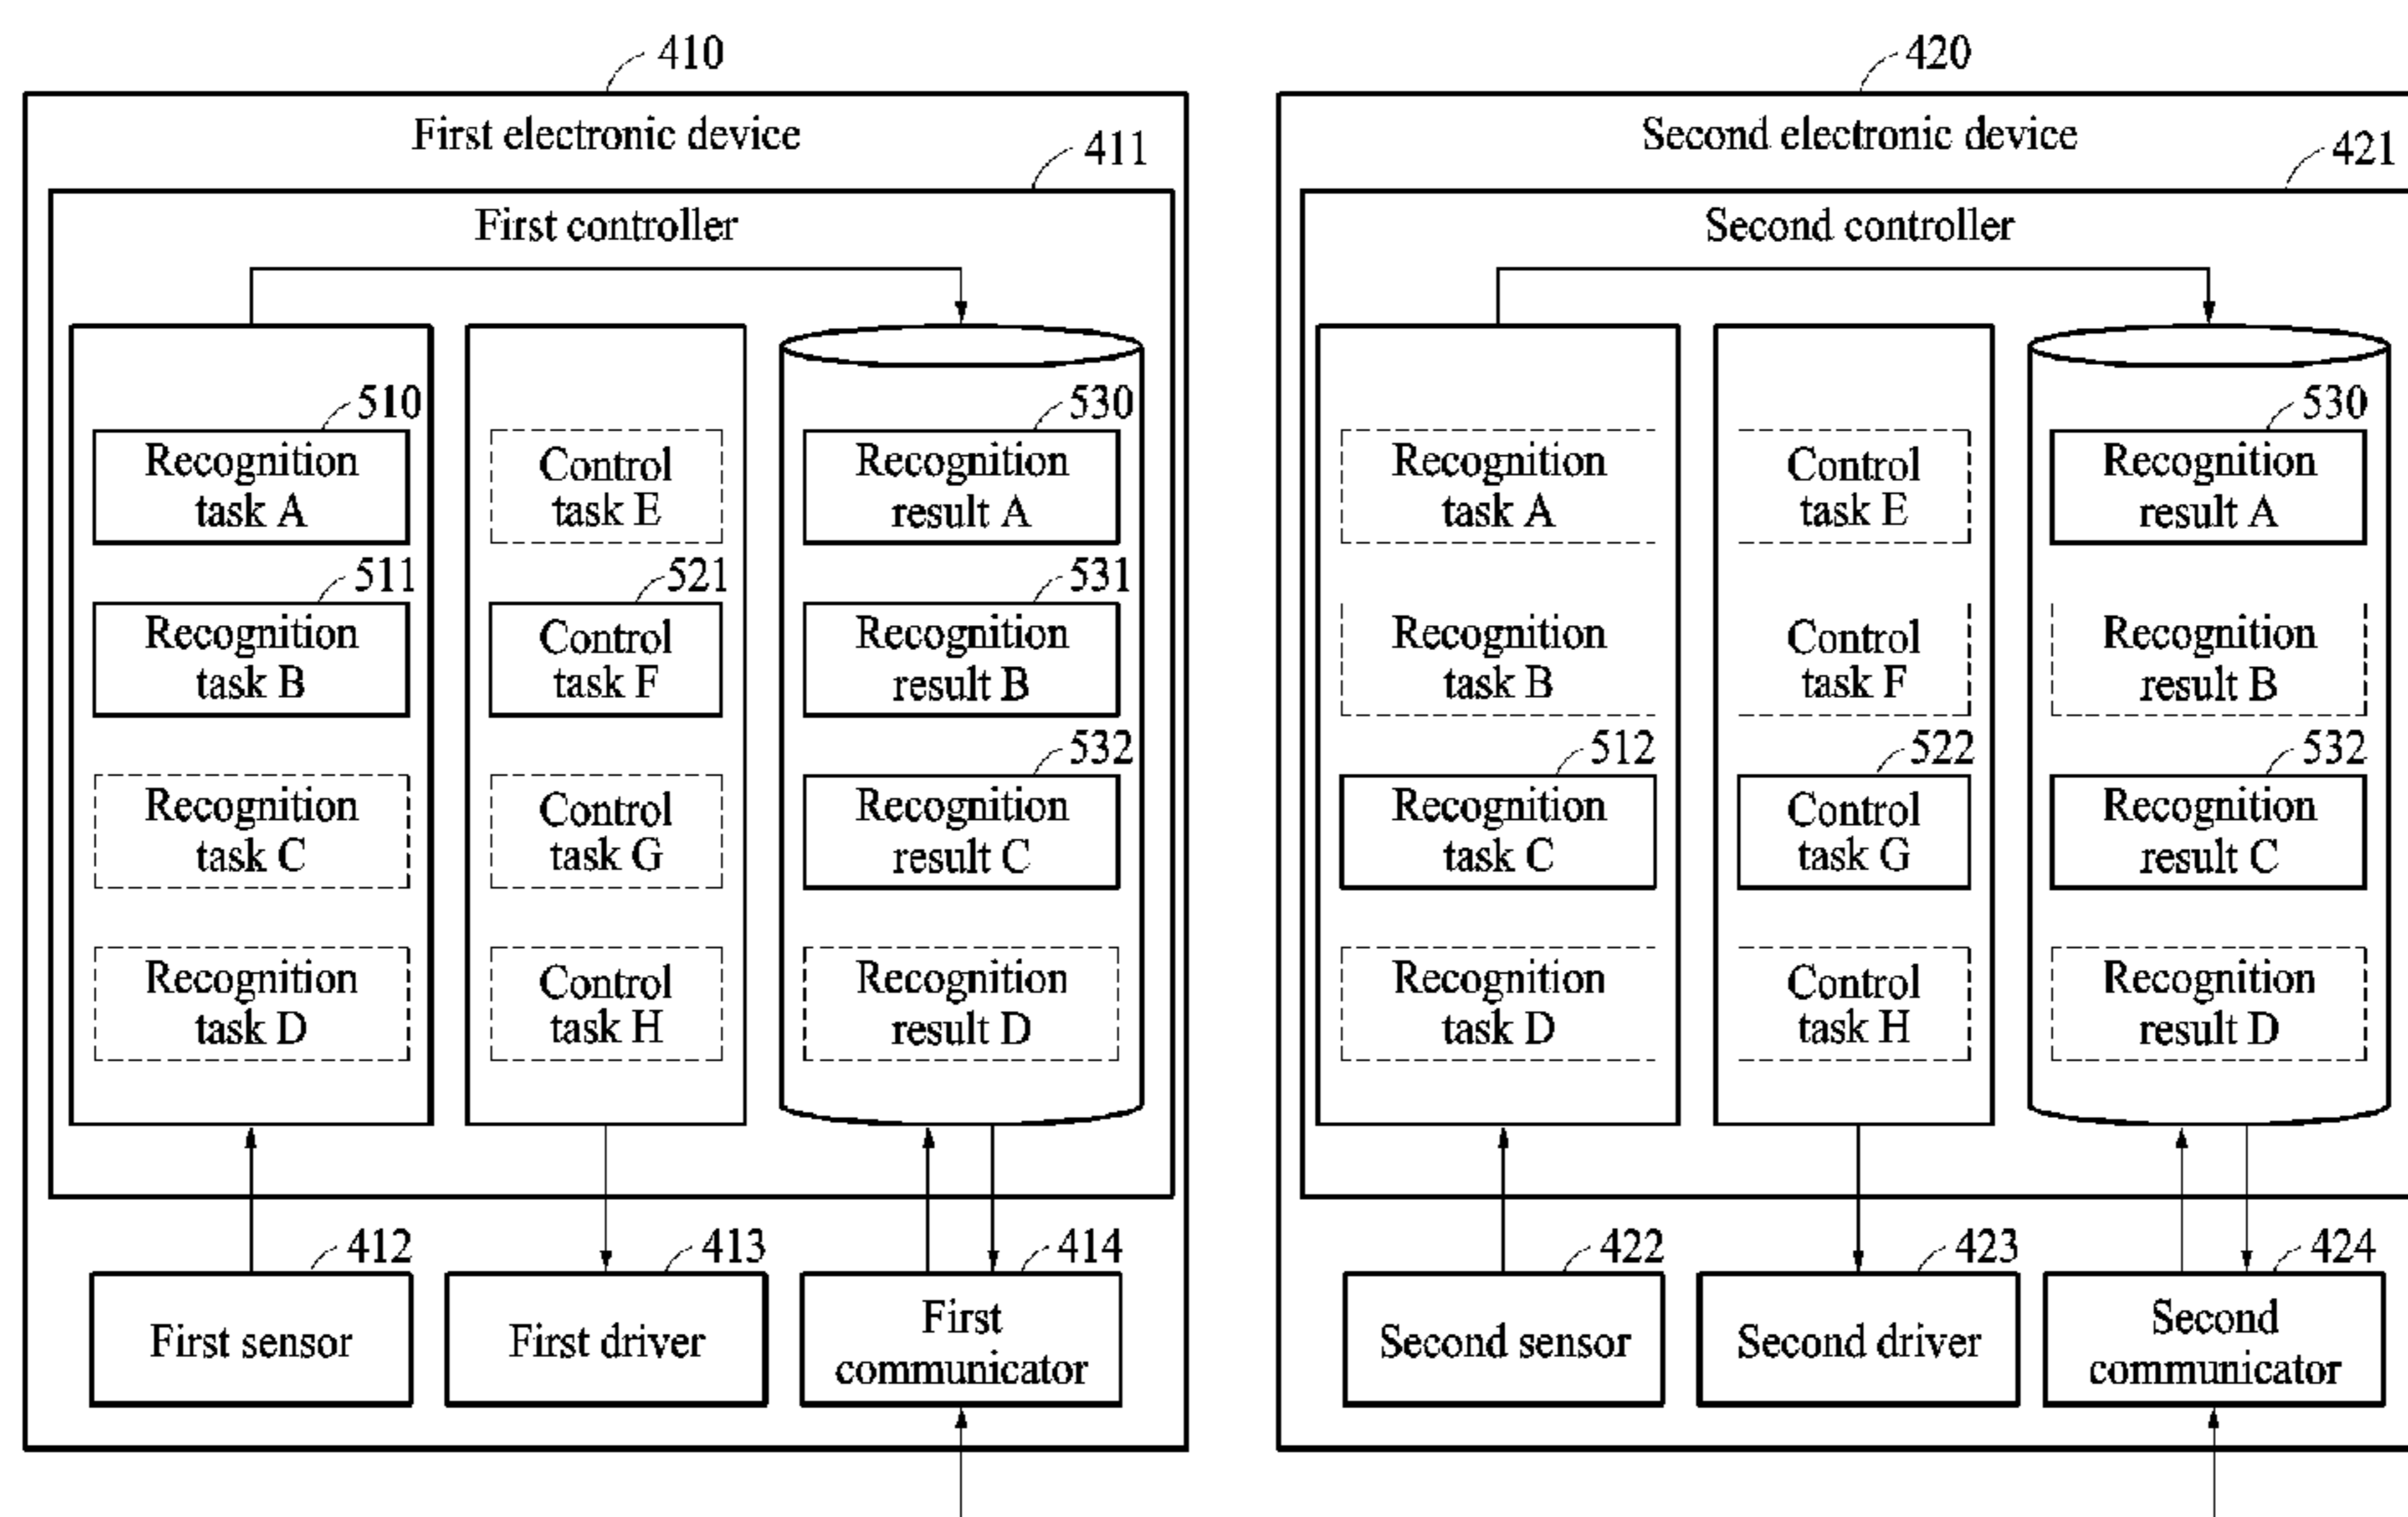 410
First electronic device
411
First controller
510
Recognition
task A
511
Recognition
task B
Recognition
task C
Recognition
task D
Control
task E
521
Control
task F
Control
task G
Control
task H
530
Recognition
result A
531
Recognition
result B
532
Recognition
result C
Recognition
result D
412
First sensor
413
First driver
414
First
communicator
420
Second electronic device
421
Second controller
Recognition
task A
Recognition
task B
512
Recognition
task C
Recognition
task D
Control
task E
Control
task F
522
Control
task G
Control
task H
530
Recognition
result A
Recognition
result B
532
Recognition
result C
Recognition
result D
422
Second sensor
423
Second driver
424
Second
communicator